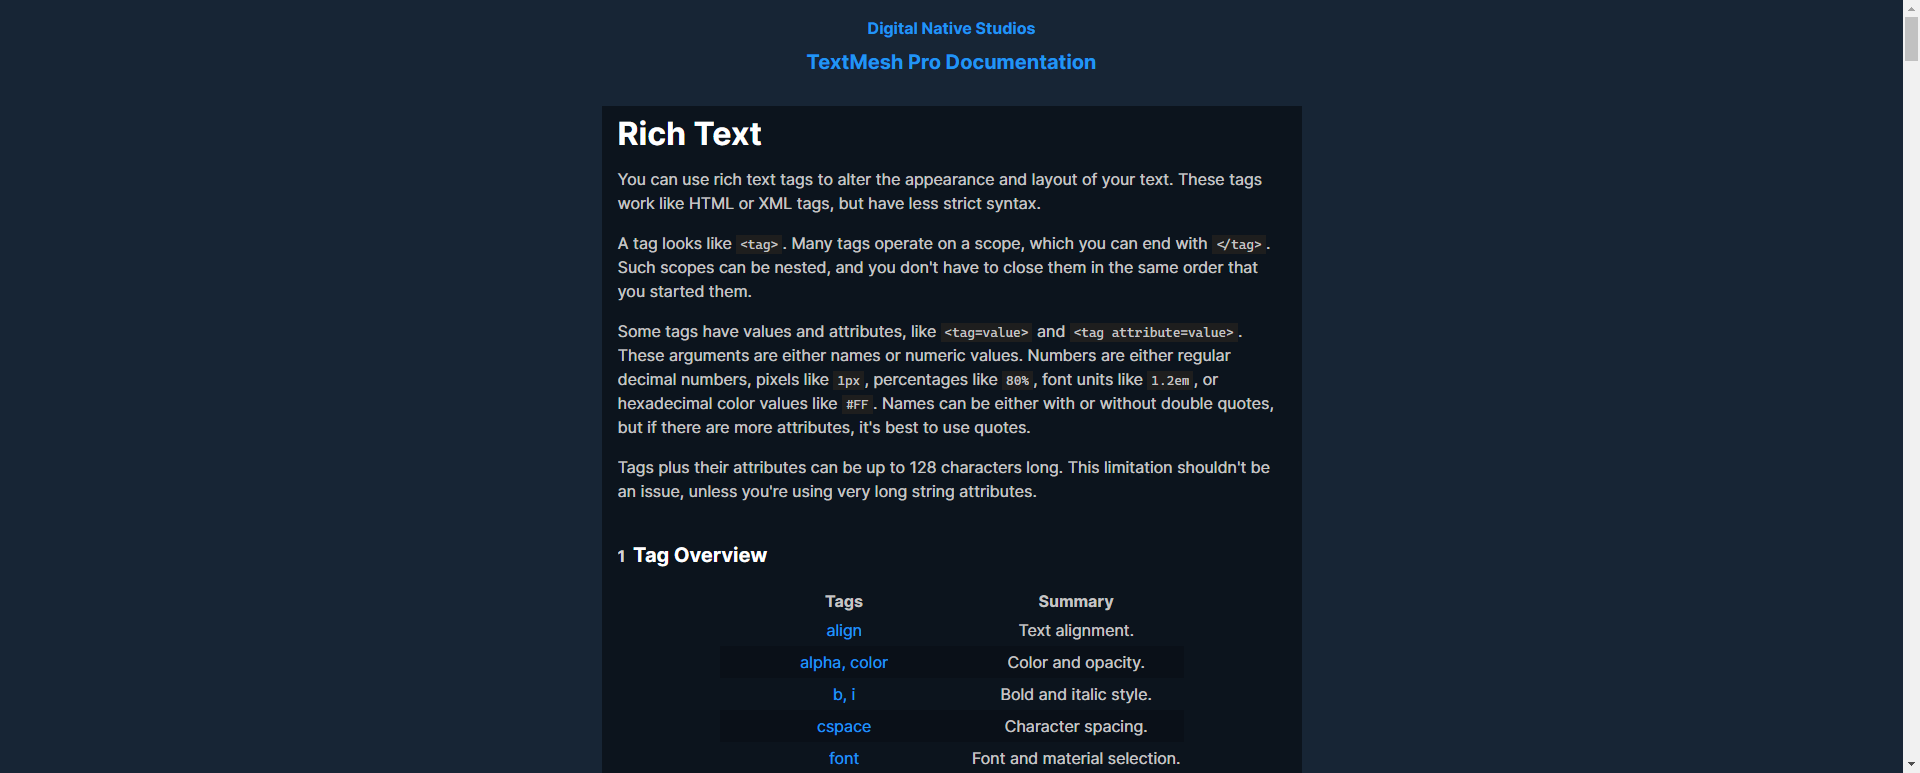 Digital Native Studios
TextMesh Pro Documentation
Rich Text
You can use rich text tags to alter the appearance and layout of your text. These tags
work like HTML or XML tags, but have less strict syntax.
A tag looks like <tag>. Many tags operate on a scope, which you can end with </tag>.
Such scopes can be nested, and you don't have to close them in the same order that
you started them.
Some tags have values and attributes, like <tag=value> and <tag attribute=value>.
These arguments are either names or numeric values. Numbers are either regular
decimal numbers, pixels like 1px, percentages like 80%, font units like 1.2em, or
hexadecimal color values like #FF. Names can be either with or without double quotes,
but if there are more attributes, it's best to use quotes.
Tags plus their attributes can be up to 128 characters long. This limitation shouldn't be
an issue, unless you're using very long string attributes.
1 Tag Overview
Tags Summary
align Text alignment.
alpha, color Color and opacity.
b, i Bold and italic style.
cspace Character spacing.
font Font and material selection.